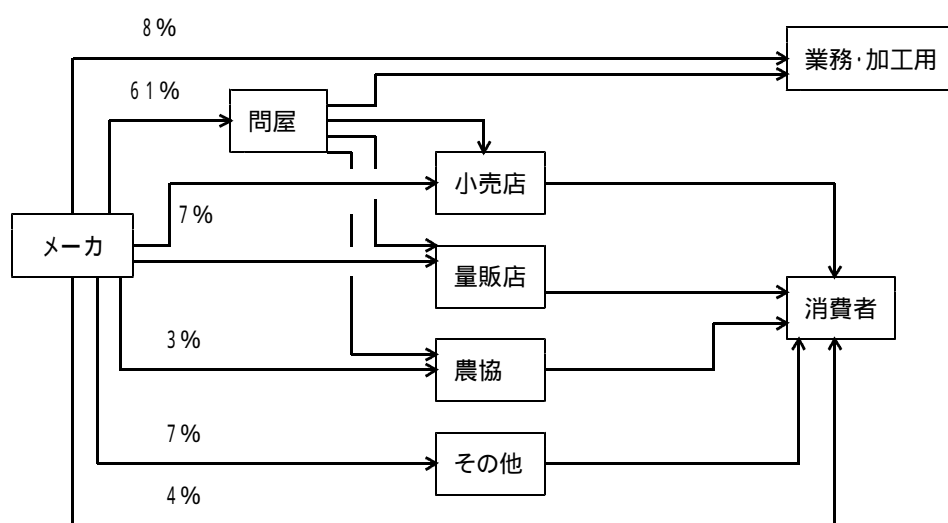 8%
業務･加工用
61%
問屋
小売店
7%
メーカ
量販店
消費者
3%
農協
7%
その他
4%